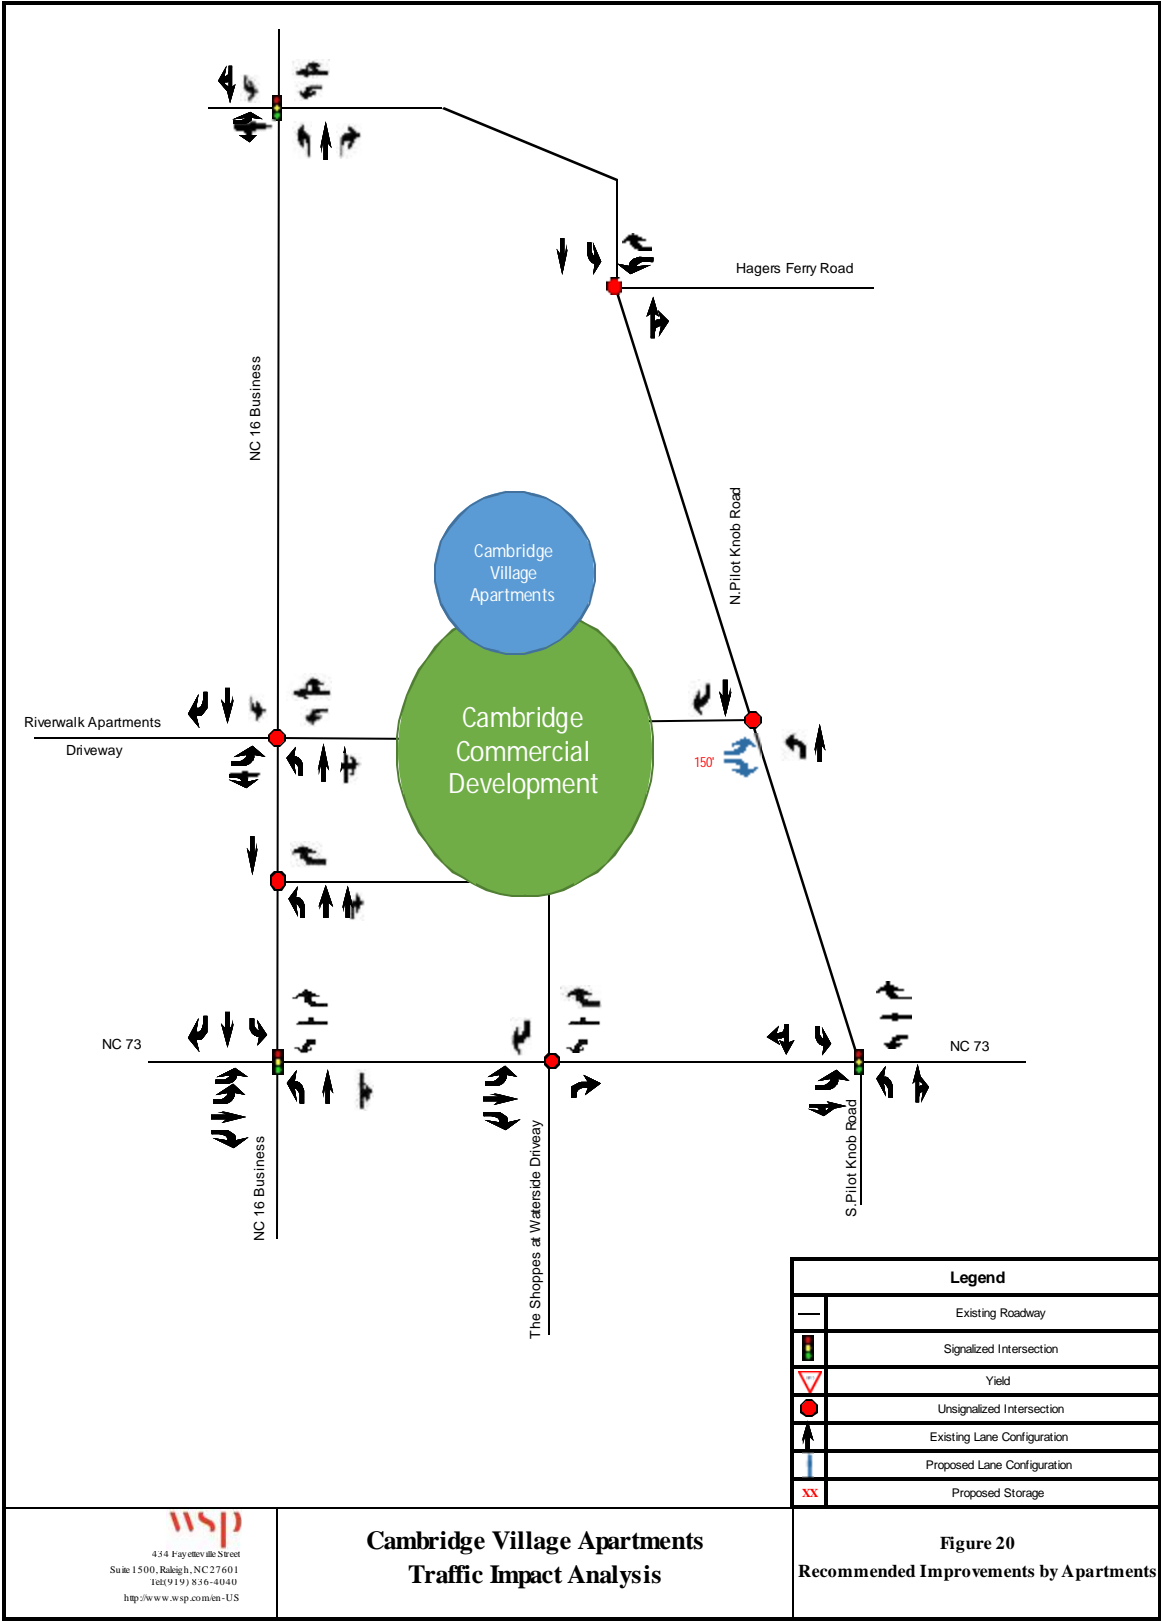 Hagers Ferry Road
NC 16 Business
N.Pilot Knob Road
Cambridge
Village
Apartments
Riverwalk Apartments
Driveway
Cambridge
Commercial
Development
150'
NC 73
NC 73
NC 16 Business
The Shoppes at Waterside Driveay
S.Pilot Knob Road
Legend
Existing Roadway
Signalized Intersection
Yield
Unsignalized Intersection
Existing Lane Configuration
Proposed Lane Configuration
XX Proposed Storage
wsp
434 Fayetteville Street
Suite 1500, Raleigh, NC 27601
Tel:(919) 836-4040
http://www.wsp.com/en-US
Cambridge Village Apartments
Traffic Impact Analysis
Figure 20
Recommended Improvements by Apartments